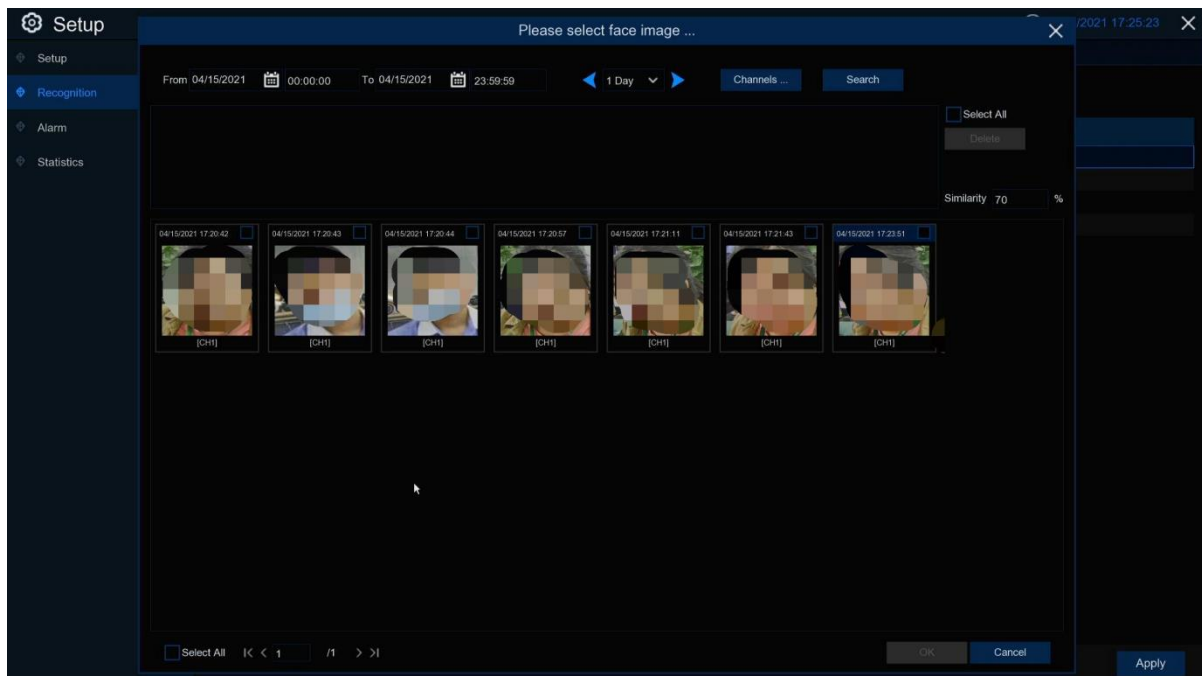 Setup
Please select face image ...
/2021 17:25:23
Setup
Recognition
Alarm
Statistics
From 04/15/2021 00:00:00 To 04/15/2021 23:59:59 1 Day Channels ... Search
Select All
Delete
Similarity 70 %
04/15/2021 17:20:42 04/15/2021 17:20:43 04/15/2021 17:20:44 04/15/2021 17:20:57 04/15/2021 17:21:11 04/15/2021 17:21:43 04/15/2021 17:23:51
[CH1] [CH1] [CH1] [CH1] [CH1] [CH1] [CH1]
Select All 1 /1
OK Cancel
Apply